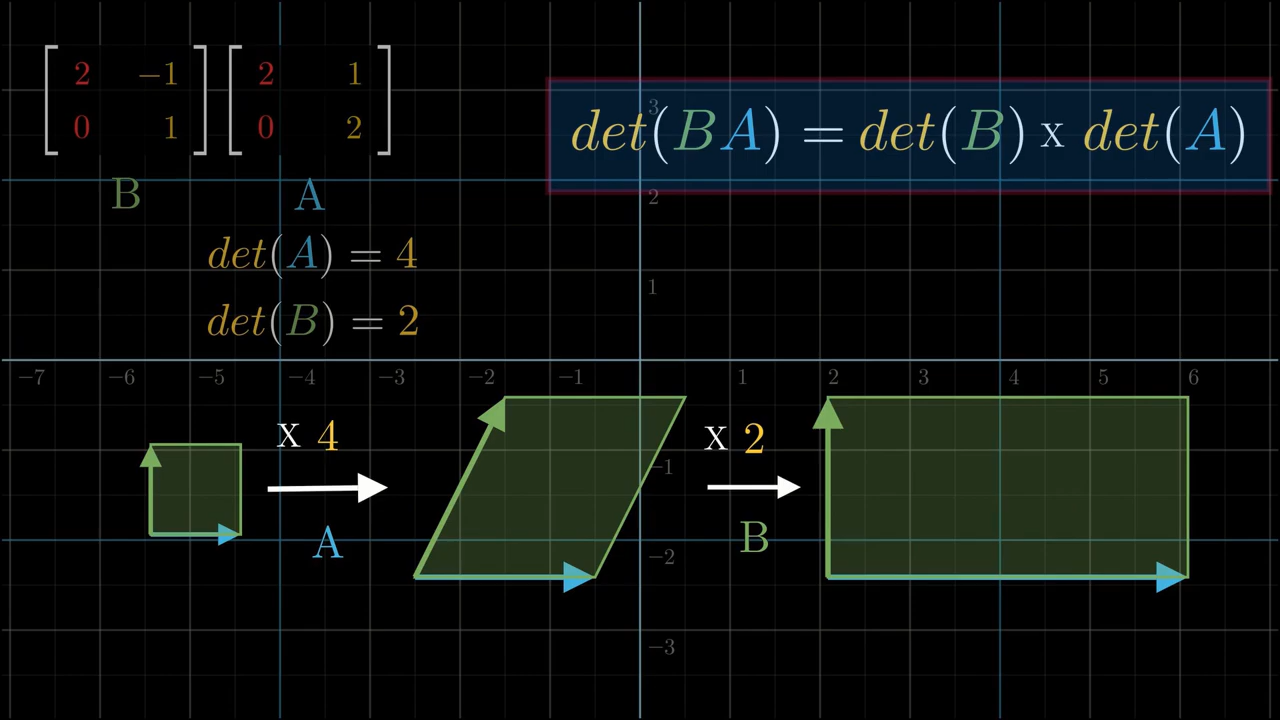 2 −1 2 1
0 1 0 2
B A
det(BA) = det(B) x det(A)
det(A) = 4
det(B) = 2
3
2
1
−7 −6 −5 −4 −3 −2 −1 1 2 3 4 5 6
−1
−2
−3
x 4
A
x 2
B